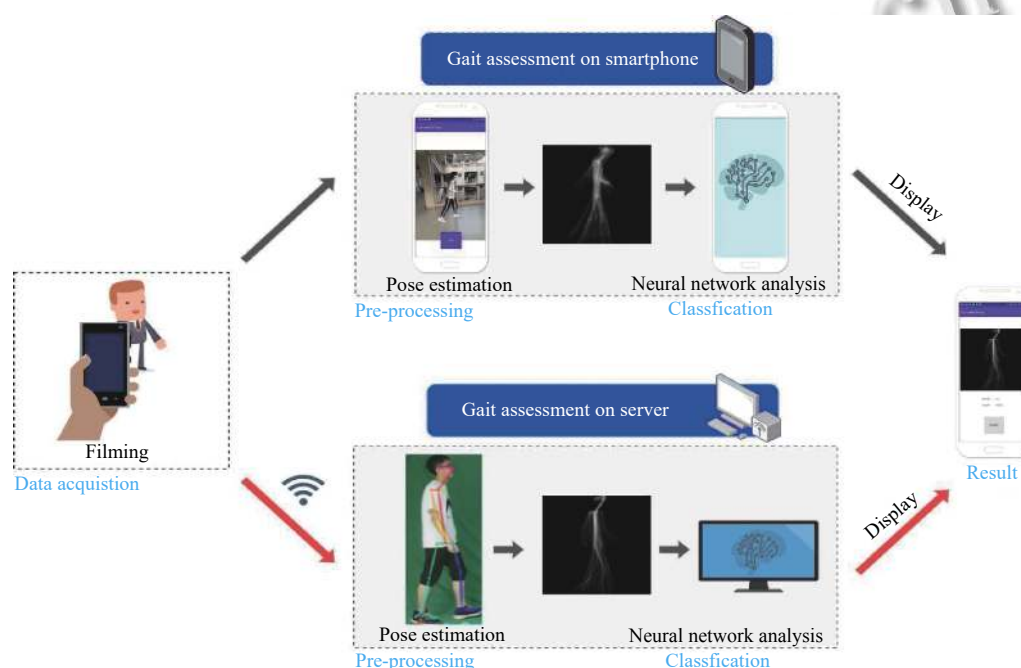 Gait assessment on smartphone
Pose estimation
Neural network analysis
Pre-processing
Classfication
Display
Filming
Data acquistion
Gait assessment on server
Pose estimation
Neural network analysis
Pre-processing
Classfication
Display
Result